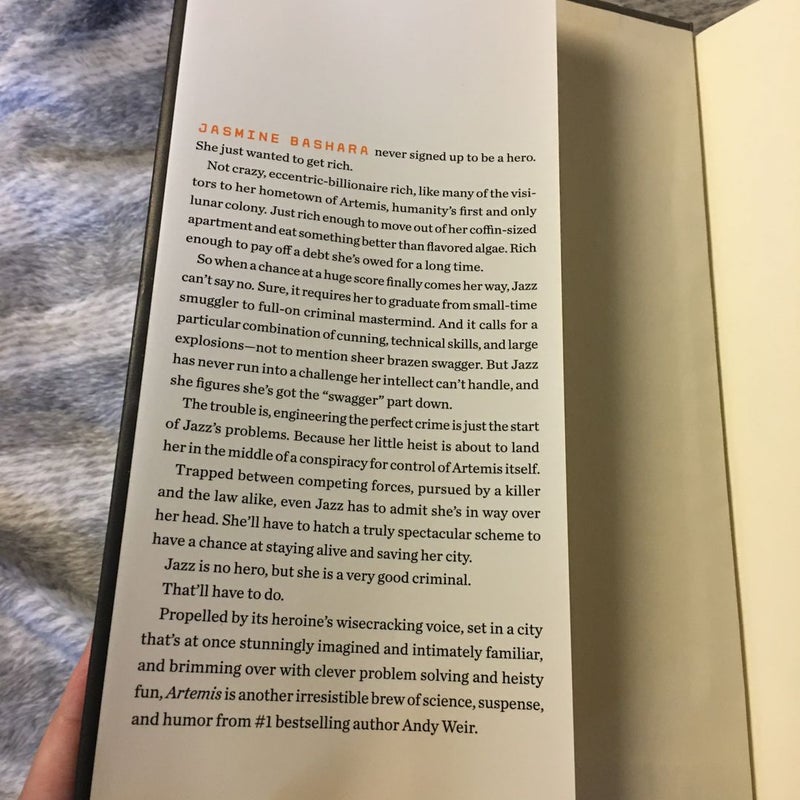 JASMINE BASHARA never signed up to be a hero.
She just wanted to get rich.
Not crazy, eccentric-billionaire rich, like many of the visi-
tors to her hometown of Artemis, humanity's first and only
lunar colony. Just rich enough to move out of her coffin-sized
apartment and eat something better than flavored algae. Rich
enough to pay off a debt she's owed for a long time.
So when a chance at a huge score finally comes her way, Jazz
can't say no. Sure, it requires her to graduate from small-time
smuggler to full-on criminal mastermind. And it calls for a
particular combination of cunning, technical skills, and large
explosions—not to mention sheer brazen swagger. But Jazz
has never run into a challenge her intellect can't handle, and
she figures she's got the “swagger” part down.
The trouble is, engineering the perfect crime is just the start
of Jazz's problems. Because her little heist is about to land
her in the middle of a conspiracy for control of Artemis itself.
Trapped between competing forces, pursued by a killer
and the law alike, even Jazz has to admit she's in way over
her head. She'll have to hatch a truly spectacular scheme to
have a chance at staying alive and saving her city.
Jazz is no hero, but she is a very good criminal.
That'll have to do.
Propelled by its heroine's wisecracking voice, set in a city
that's at once stunningly imagined and intimately familiar,
and brimming over with clever problem solving and heisty
fun, Artemis is another irresistible brew of science, suspense,
and humor from #1 bestselling author Andy Weir.